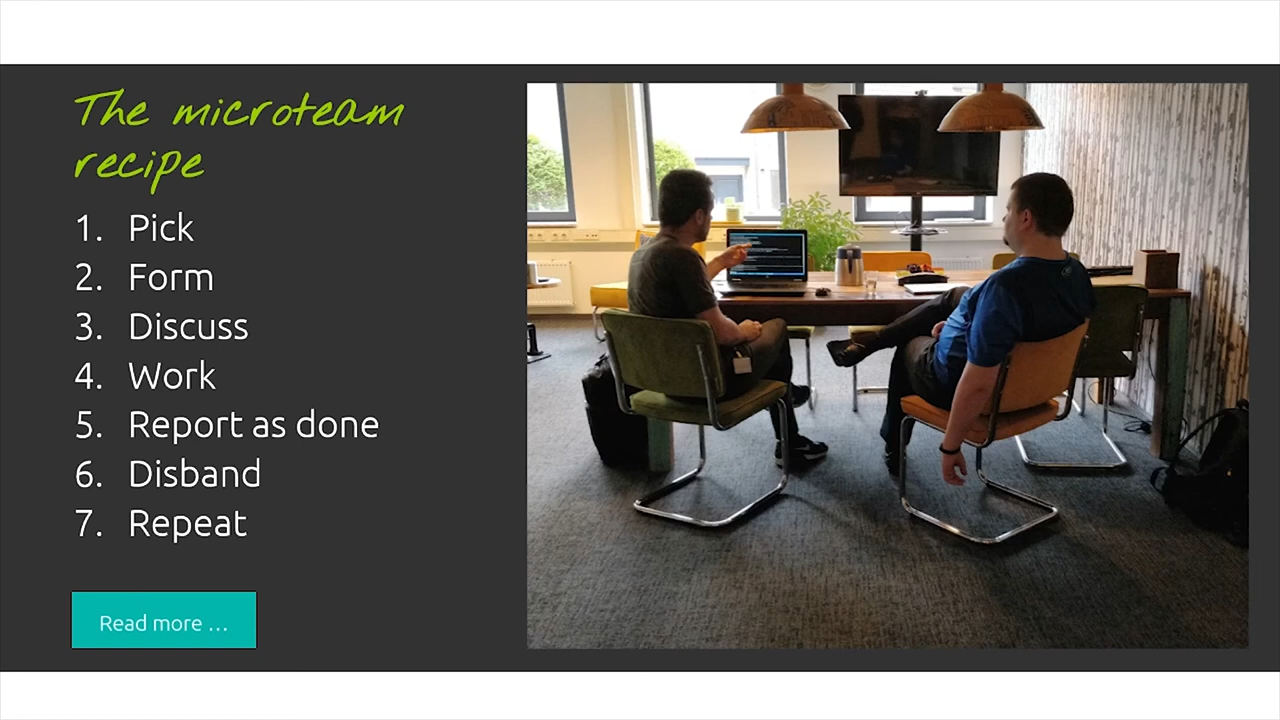 The microteam
recipe
1. Pick
2. Form
3. Discuss
4. Work
5. Report as done
6. Disband
7. Repeat
Read more ...